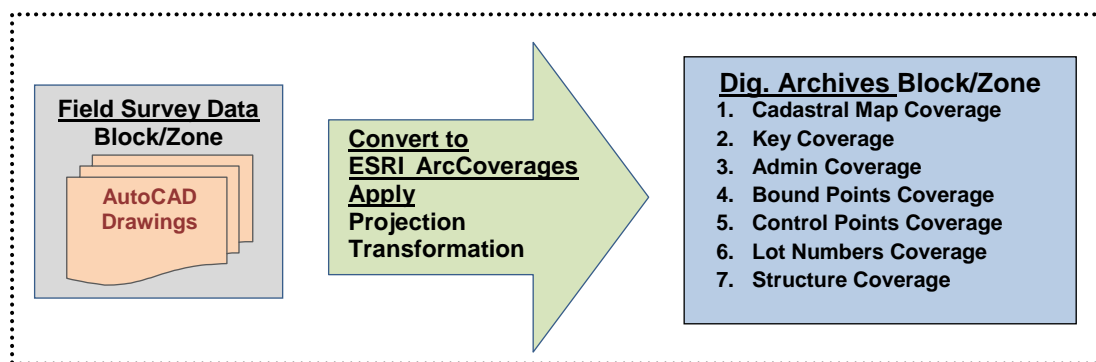 Field Survey Data
Block/Zone
AutoCAD
Drawings
Convert to
ESRI ArcCoverages
Apply
Projection
Transformation
Dig. Archives Block/Zone
1. Cadastral Map Coverage
2. Key Coverage
3. Admin Coverage
4. Bound Points Coverage
5. Control Points Coverage
6. Lot Numbers Coverage
7. Structure Coverage